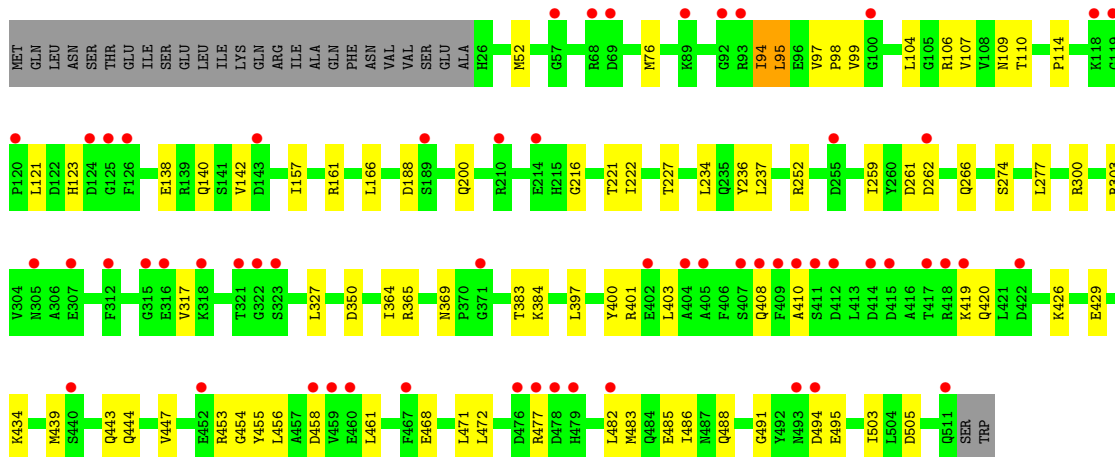 MET GLN LEU ASN SER THR GLU ILE SER GLU LEU ILE LYS GLN ARG ILE ALA GLN PHE ASN VAL VAL SER GLU ALA H26 M52 G57 R68 D69 M76 K89 G92 R93 I94 L95 E96 V97 P98 V99 G100 L104 G105 R106 V107 V108 N109 T110 P114 K118 G119
P120 L121 D122 H123 D124 G125 F126 E138 R139 Q140 S141 V142 D143 I157 R161 L166 D188 S189 Q200 R210 E214 H215 G216 T221 I222 T227 L234 Q235 Y236 L237 R252 D255 L259 Y260 D261 D262 Q266 S274 L277 R300
V304 N305 A306 E307 F312 G315 E316 V317 K318 T321 G322 S323 L327 D350 I364 R365 N369 P370 G371 T383 K384 L397 Y400 R401 E402 L403 A404 A405 F406 S407 Q408 F409 A410 S411 D412 L413 D414 D415 A416 T417 R418 K419 Q420 L421 D422 K426 E429
K434 M439 S440 Q443 Q444 V447 E452 R453 G454 Y455 L456 A457 D458 V459 E460 L461 F467 E468 L471 L472 D476 R477 D478 H479 L482 M483 Q484 E485 I486 N487 Q488 G491 Y492 N493 D494 E495 I503 L504 D505 Q511 SER TRP